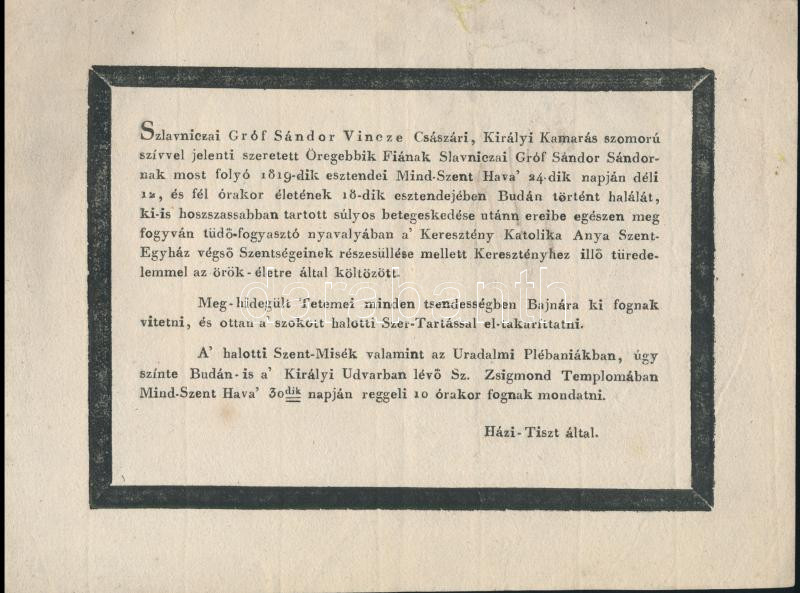 Szlavniczai Gróf Sándor Vincze Császári, Királyi Kamarás szomorú
szívvel jelenti szeretett Öregebbik Fiának Slavniczai Gróf Sándor Sándor-
nak most folyó 1819-dik esztendei Mind-Szent Hava' 24-dik napján déli
12, és fél órakor életének 18-dik esztendejében Budán történt halálát,
ki-is hoszszassabban tartott súlyos betegeskedése utánn ereibe egészen meg
fogyván tüdő-fogyasztó nyavalyában a' Keresztény Katolika Anya Szent-
Egyház végső Szentségeinek részesüllése mellett Keresztényhez illő türede-
lemmel az örök-életre által költözött.
Meg-hidegült Tetemei minden tsendességben Bajnára ki fognak
vitetni, és ottan a' szokott halotti Szer-Tartással el-takaríttatni.
A' halotti Szent-Misék valamint az Uradalmi Plébaniákban, úgy
színte Budán-is a' Királyi Udvarban lévő Sz. Zsigmond Templomában
Mind-Szent Hava' 30dik napján reggeli 10 órakor fognak mondatni.
Házi-Tiszt által.
darabanth